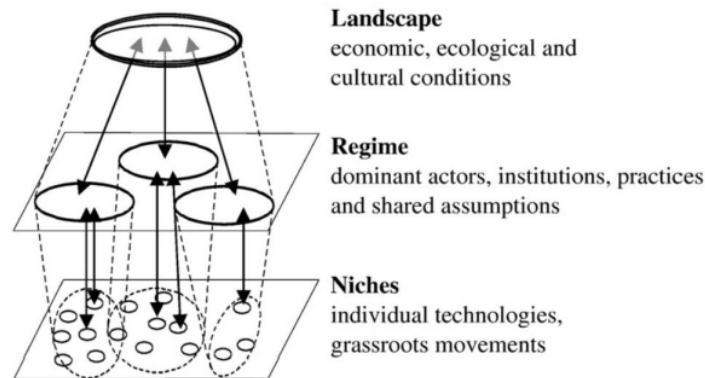 Landscape
economic, ecological and
cultural conditions
Regime
dominant actors, institutions, practices
and shared assumptions
Niches
individual technologies,
grassroots movements